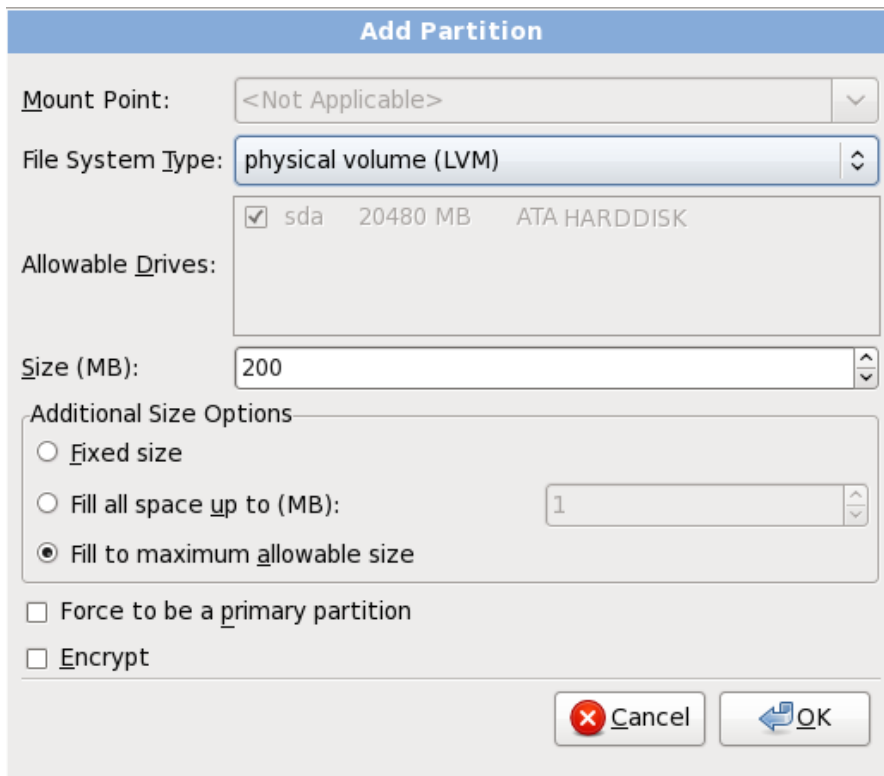 Add Partition
Mount Point: <Not Applicable>
File System Type: physical volume (LVM)
Allowable Drives: sda 20480 MB ATA HARDDISK
Size (MB): 200
Additional Size Options
Fixed size
Fill all space up to (MB): 1
Fill to maximum allowable size
Force to be a primary partition
Encrypt
Cancel OK